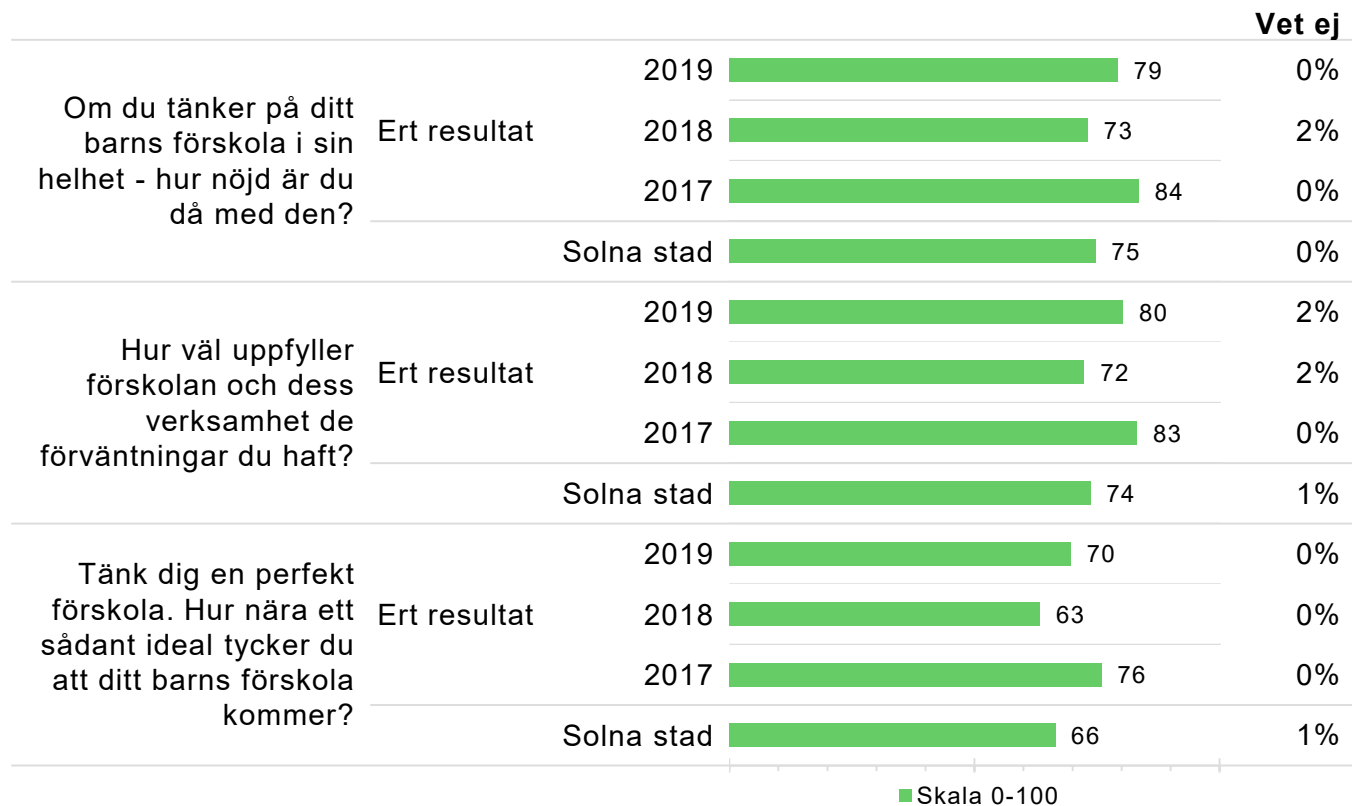 Vet ej
Om du tänker på ditt
barns förskola i sin
helhet - hur nöjd är du
då med den?
Ert resultat
2019 79 0%
2018 73 2%
2017 84 0%
Solna stad 75 0%
Hur väl uppfyller
förskolan och dess
verksamhet de
förväntningar du haft?
Ert resultat
2019 80 2%
2018 72 2%
2017 83 0%
Solna stad 74 1%
Tänk dig en perfekt
förskola. Hur nära ett
sådant ideal tycker du
att ditt barns förskola
kommer?
Ert resultat
2019 70 0%
2018 63 0%
2017 76 0%
Solna stad 66 1%
Skala 0-100